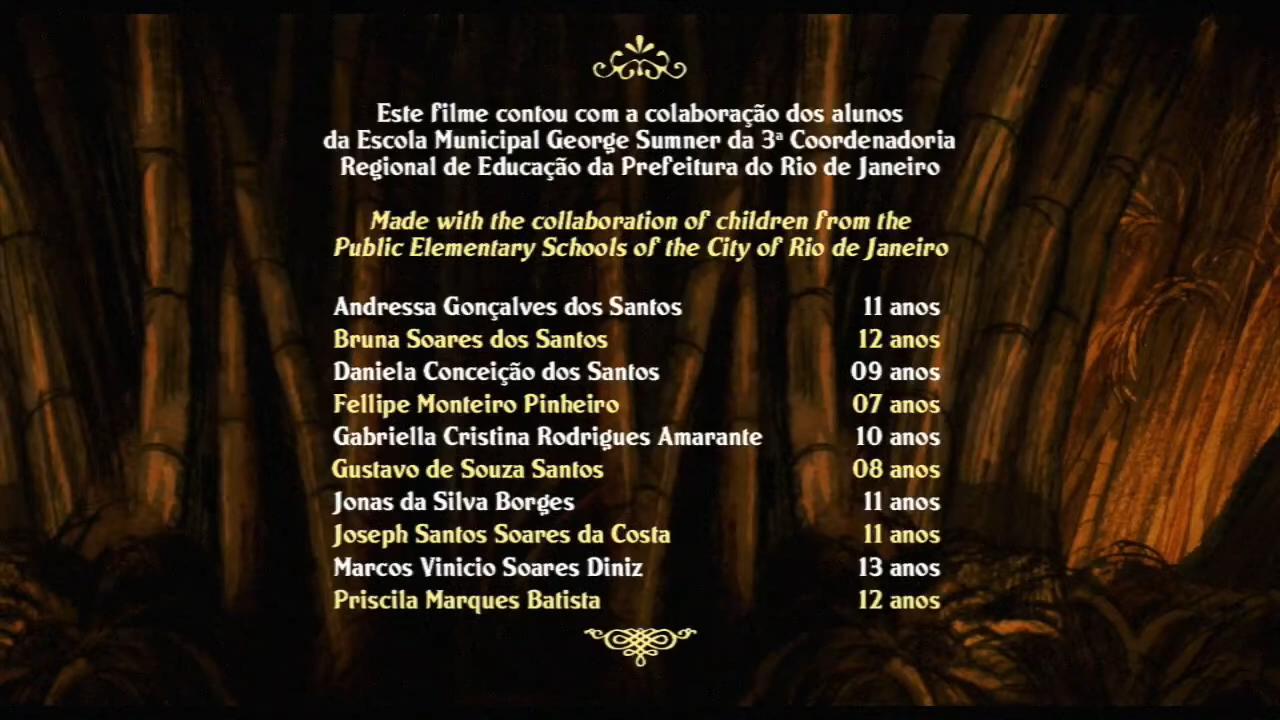 Este filme contou com a colaboração dos alunos
da Escola Municipal George Sumner da 3ª Coordenadoria
Regional de Educação da Prefeitura do Rio de Janeiro
Made with the collaboration of children from the
Public Elementary Schools of the City of Rio de Janeiro
Andressa Gonçalves dos Santos 11 anos
Bruna Soares dos Santos 12 anos
Daniela Conceição dos Santos 09 anos
Fellipe Monteiro Pinheiro 07 anos
Gabriella Cristina Rodrigues Amarante 10 anos
Gustavo de Souza Santos 08 anos
Jonas da Silva Borges 11 anos
Joseph Santos Soares da Costa 11 anos
Marcos Vinicio Soares Diniz 13 anos
Priscila Marques Batista 12 anos